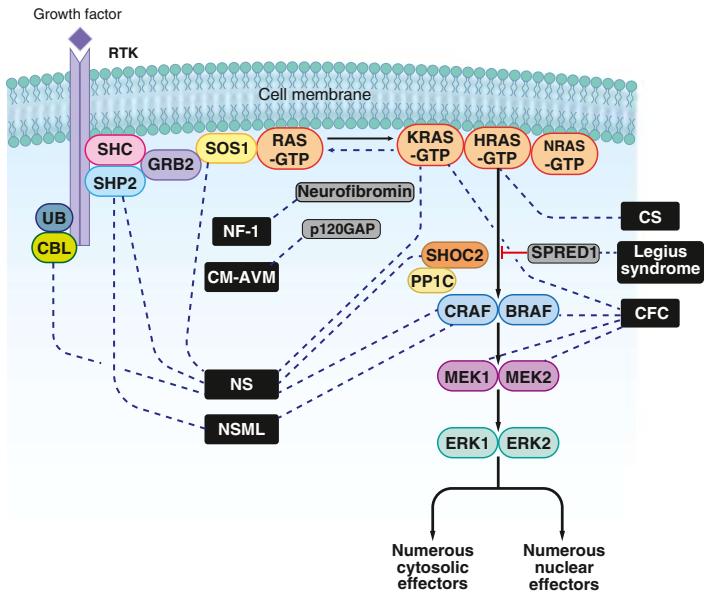 Growth factor
RTK
Cell membrane
SHC
GRB2
SHP2
SOS1
RAS
-GTP
KRAS
-GTP
HRAS
-GTP
NRAS
-GTP
UB
CBL
NF-1
Neurofibromin
p120GAP
CM-AVM
CS
SHOC2
PP1C
SPRED1
Legius
syndrome
CRAF
BRAF
CFC
NS
MEK1
MEK2
NSML
ERK1
ERK2
Numerous
cytosolic
effectors
Numerous
nuclear
effectors